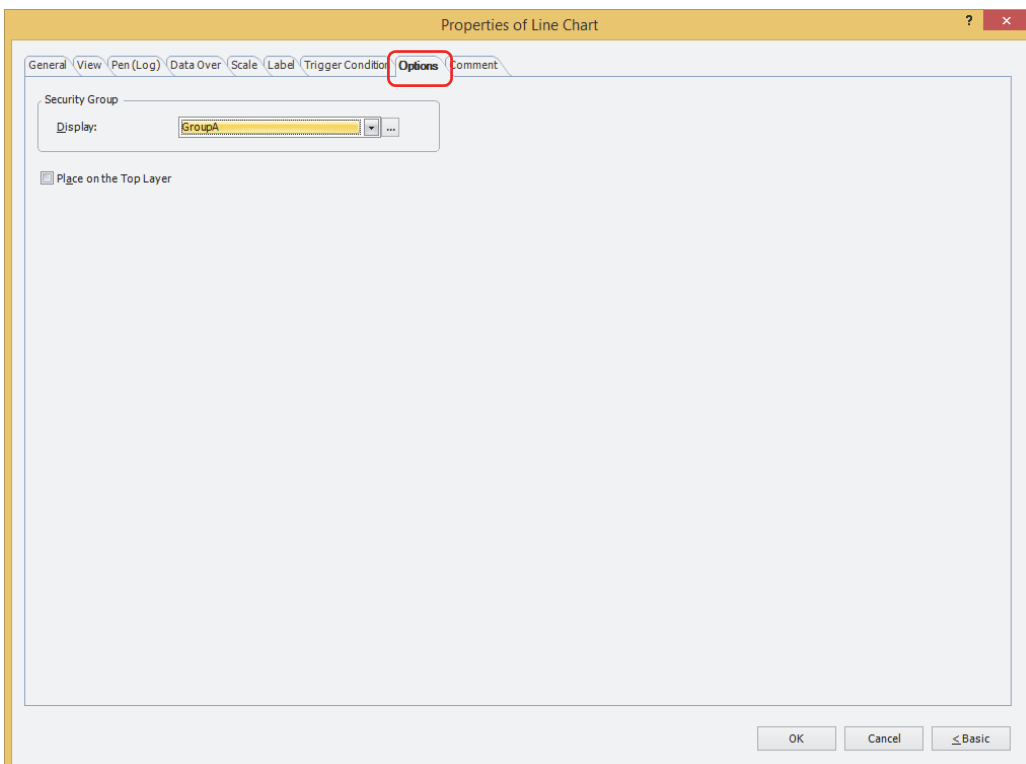 Properties of Line Chart
?
General View Pen (Log) Data Over Scale Label Trigger Condition Options Comment
Security Group
Display: GroupA ...
Place on the Top Layer
OK Cancel < Basic